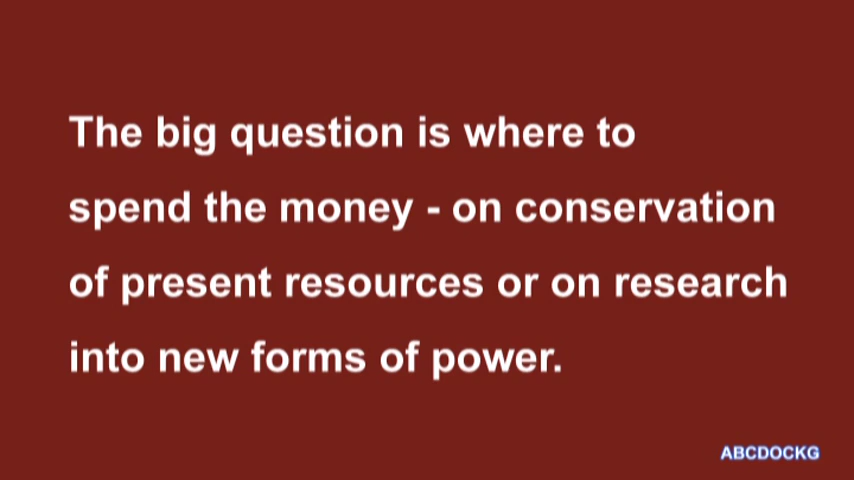 The big question is where to
spend the money - on conservation
of present resources or on research
into new forms of power.
ABCDOCKG